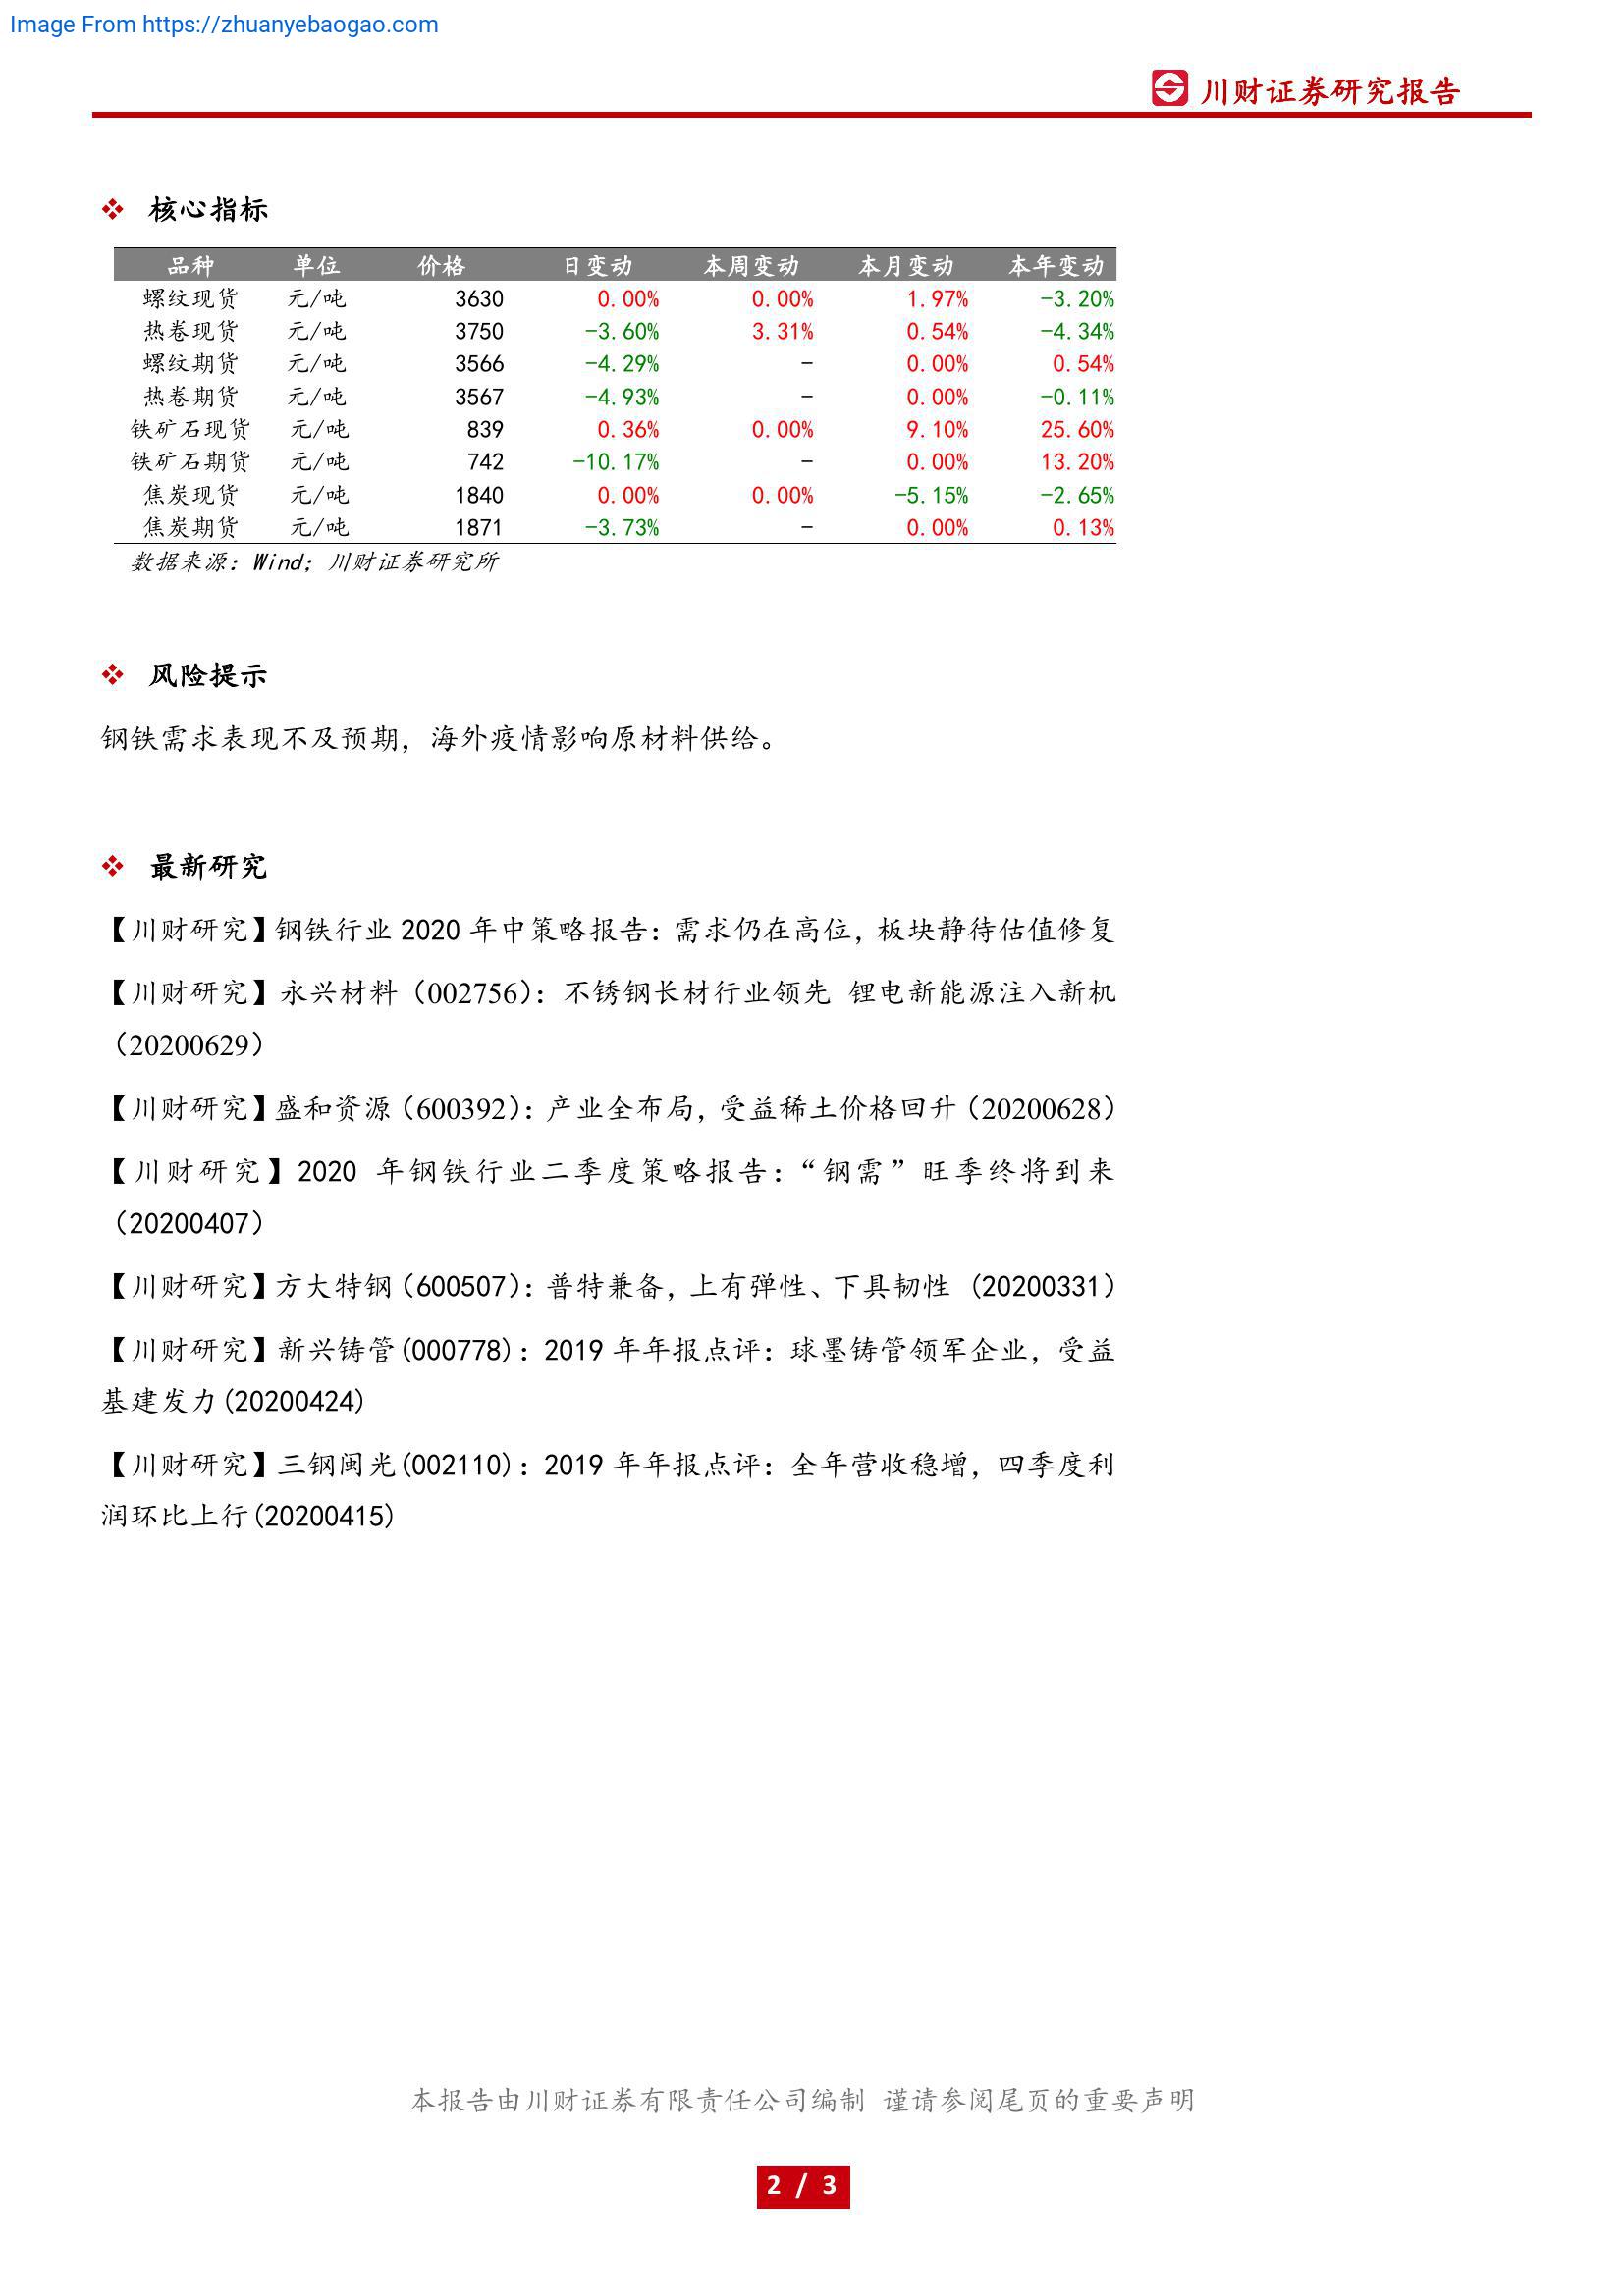 Image From https://zhuanyebaogao.com
川财证券研究报告
核心指标
品种 单位 价格 日变动 本周变动 本月变动 本年变动
螺纹现货 元/吨 3630 0.00% 0.00% 1.97% -3.20%
热卷现货 元/吨 3750 -3.60% 3.31% 0.54% -4.34%
螺纹期货 元/吨 3566 -4.29% - 0.00% 0.54%
热卷期货 元/吨 3567 -4.93% - 0.00% -0.11%
铁矿石现货 元/吨 839 0.36% 0.00% 9.10% 25.60%
铁矿石期货 元/吨 742 -10.17% - 0.00% 13.20%
焦炭现货 元/吨 1840 0.00% 0.00% -5.15% -2.65%
焦炭期货 元/吨 1871 -3.73% - 0.00% 0.13%
数据来源：Wind；川财证券研究所
风险提示
钢铁需求表现不及预期，海外疫情影响原材料供给。
最新研究
【川财研究】钢铁行业 2020 年中策略报告：需求仍在高位，板块静待估值修复
【川财研究】永兴材料（002756）：不锈钢长材行业领先 锂电新能源注入新机
（20200629）
【川财研究】盛和资源（600392）：产业全布局，受益稀土价格回升（20200628）
【川财研究】2020 年钢铁行业二季度策略报告：“钢需”旺季终将到来
（20200407）
【川财研究】方大特钢（600507）：普特兼备，上有弹性、下具韧性 （20200331）
【川财研究】新兴铸管(000778)：2019 年年报点评：球墨铸管领军企业，受益
基建发力(20200424)
【川财研究】三钢闽光(002110)：2019 年年报点评：全年营收稳增，四季度利
润环比上行(20200415)
本报告由川财证券有限责任公司编制 谨请参阅尾页的重要声明
2 / 3